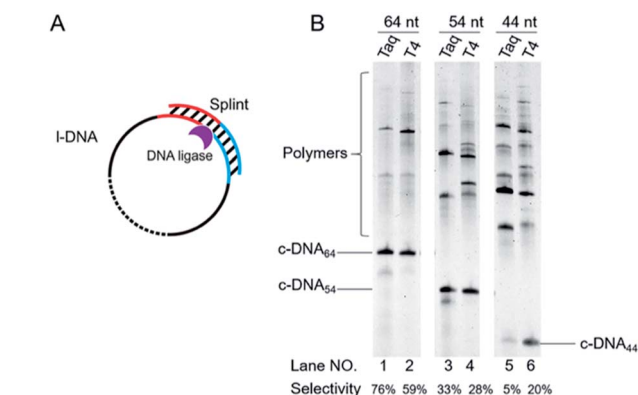 A
Splint
l-DNA
DNA ligase
B
64 nt 54 nt 44 nt
Taq T4 Taq T4 Taq T4
Polymers
c-DNA64
c-DNA54
c-DNA44
Lane NO. 1 2 3 4 5 6
Selectivity 76% 59% 33% 28% 5% 20%